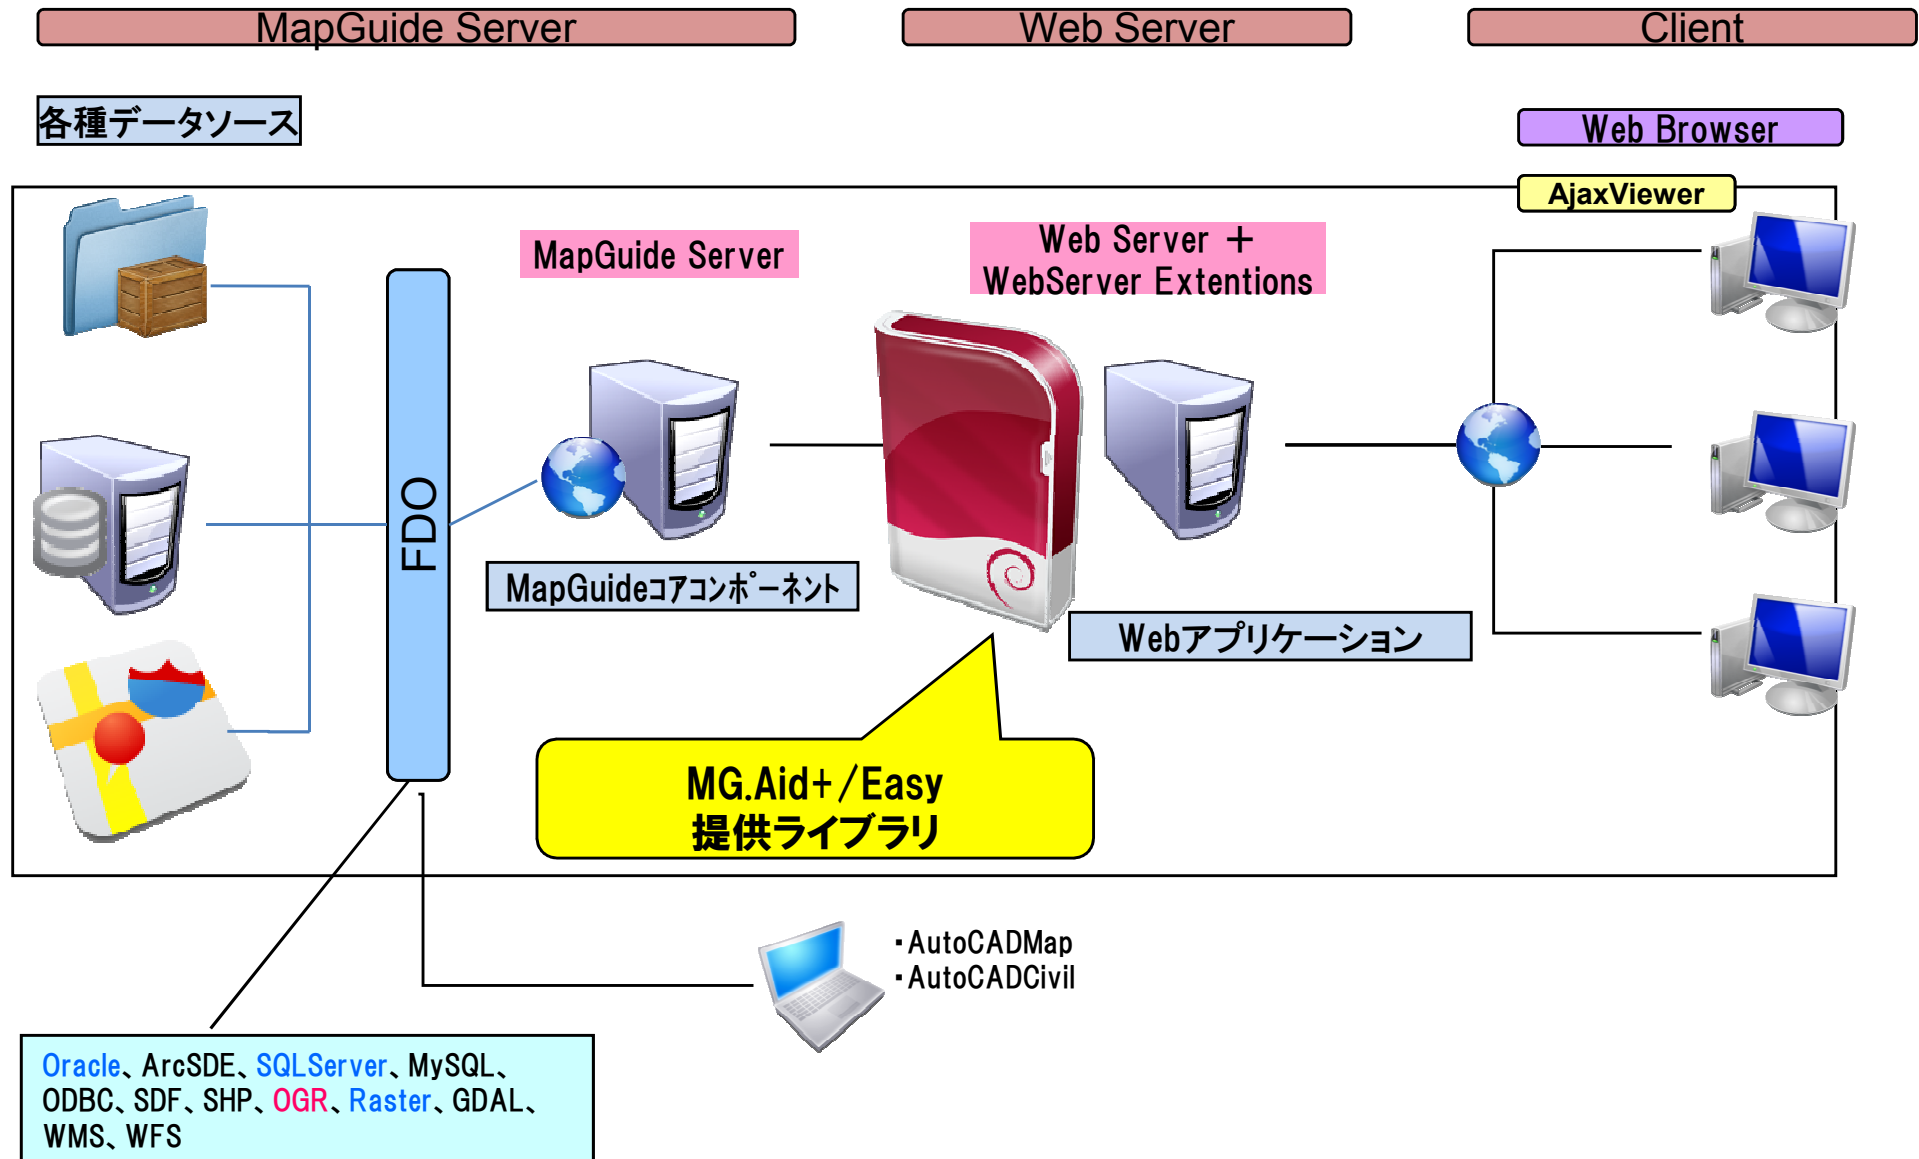 MapGuide Server
Web Server
Client
各種データソース
Web Browser
AjaxViewer
MapGuide Server
Web Server ＋
WebServer Extentions
FDO
MapGuideｺｱｺﾝﾎﾟｰﾈﾝﾄ
Webアプリケーション
MG.Aid+/Easy
提供ライブラリ
・AutoCADMap
・AutoCADCivil
Oracle、ArcSDE、SQLServer、MySQL、
ODBC、SDF、SHP、OGR、Raster、GDAL、
WMS、WFS